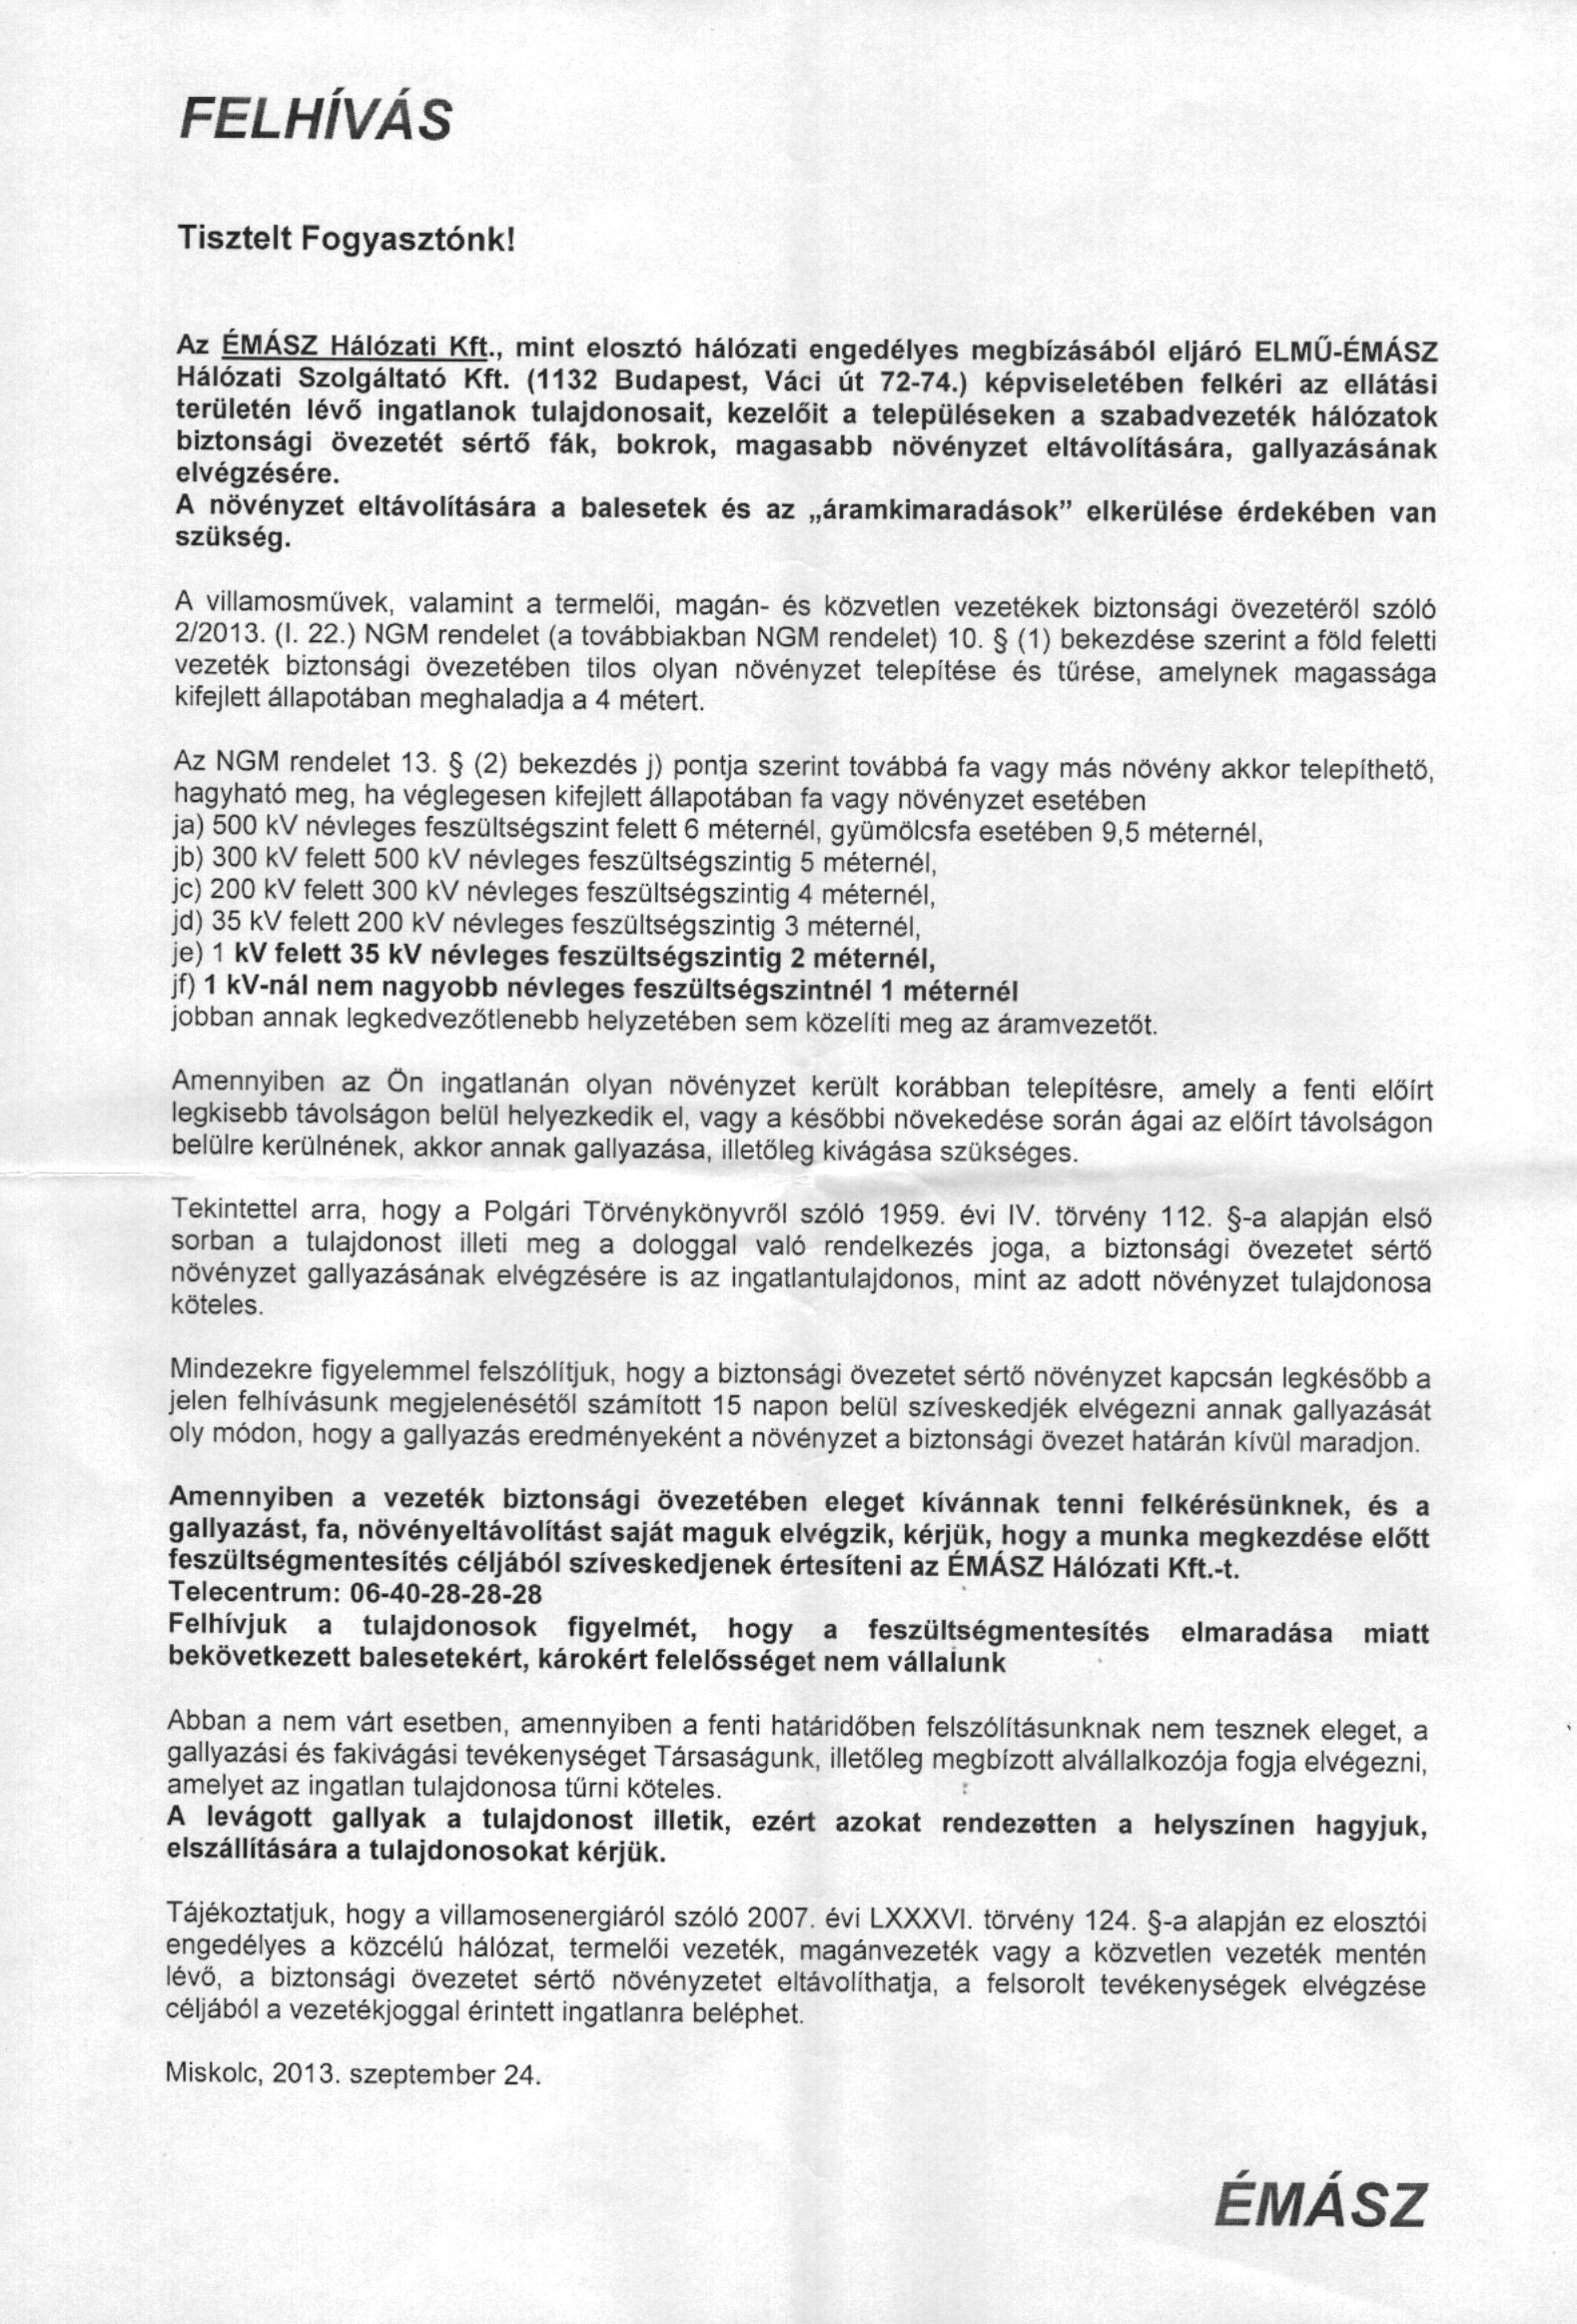 FELHÍVÁS
Tisztelt Fogyasztónk!
Az ÉMÁSZ Hálózati Kft., mint elosztó hálózati engedélyes megbízásából eljáró ELMŰ-ÉMÁSZ
Hálózati Szolgáltató Kft. (1132 Budapest, Váci út 72-74.) képviseletében felkéri az ellátási
területén lévő ingatlanok tulajdonosait, kezelőit a településeken a szabadvezeték hálózatok
biztonsági övezetét sértő fák, bokrok, magasabb növényzet eltávolítására, gallyazásának
elvégzésére.
A növényzet eltávolítására a balesetek és az „áramkimaradások” elkerülése érdekében van
szükség.
A villamosművek, valamint a termelői, magán- és közvetlen vezetékek biztonsági övezetéről szóló
2/2013. (I. 22.) NGM rendelet (a továbbiakban NGM rendelet) 10. § (1) bekezdése szerint a föld feletti
vezeték biztonsági övezetében tilos olyan növényzet telepítése és tűrése, amelynek magassága
kifejlett állapotában meghaladja a 4 métert.
Az NGM rendelet 13. § (2) bekezdés j) pontja szerint továbbá fa vagy más növény akkor telepíthető,
hagyható meg, ha véglegesen kifejlett állapotában fa vagy növényzet esetében
ja) 500 kV névleges feszültségszint felett 6 méternél, gyümölcsfa esetében 9,5 méternél,
jb) 300 kV felett 500 kV névleges feszültségszintig 5 méternél,
jc) 200 kV felett 300 kV névleges feszültségszintig 4 méternél,
jd) 35 kV felett 200 kV névleges feszültségszintig 3 méternél,
je) 1 kV felett 35 kV névleges feszültségszintig 2 méternél,
jf) 1 kV-nál nem nagyobb névleges feszültségszintnél 1 méternél
jobban annak legkedvezőtlenebb helyzetében sem közelíti meg az áramvezetőt.
Amennyiben az Ön ingatlanán olyan növényzet került korábban telepítésre, amely a fenti előírt
legkisebb távolságon belül helyezkedik el, vagy a későbbi növekedése során ágai az előírt távolságon
belülre kerülnének, akkor annak gallyazása, illetőleg kivágása szükséges.
Tekintettel arra, hogy a Polgári Törvénykönyvről szóló 1959. évi IV. törvény 112. §-a alapján első
sorban a tulajdonost illeti meg a dologgal való rendelkezés joga, a biztonsági övezetet sértő
növényzet gallyazásának elvégzésére is az ingatlantulajdonos, mint az adott növényzet tulajdonosa
köteles.
Mindezekre figyelemmel felszólítjuk, hogy a biztonsági övezetet sértő növényzet kapcsán legkésőbb a
jelen felhívásunk megjelenésétől számított 15 napon belül szíveskedjék elvégezni annak gallyazását
oly módon, hogy a gallyazás eredményeként a növényzet a biztonsági övezet határán kívül maradjon.
Amennyiben a vezeték biztonsági övezetében eleget kívánnak tenni felkérésünknek, és a
gallyazást, fa, növényeltávolítást saját maguk elvégzik, kérjük, hogy a munka megkezdése előtt
feszültségmentesítés céljából szíveskedjenek értesíteni az ÉMÁSZ Hálózati Kft.-t.
Telecentrum: 06-40-28-28-28
Felhívjuk a tulajdonosok figyelmét, hogy a feszültségmentesítés elmaradása miatt
bekövetkezett balesetekért, károkért felelősséget nem vállalunk
Abban a nem várt esetben, amennyiben a fenti határidőben felszólításunknak nem tesznek eleget, a
gallyazási és fakivágási tevékenységet Társaságunk, illetőleg megbízott alvállalkozója fogja elvégezni,
amelyet az ingatlan tulajdonosa tűrni köteles.
A levágott gallyak a tulajdonost illetik, ezért azokat rendezetten a helyszínen hagyjuk,
elszállítására a tulajdonosokat kérjük.
Tájékoztatjuk, hogy a villamosenergiáról szóló 2007. évi LXXXVI. törvény 124. §-a alapján ez elosztói
engedélyes a közcélú hálózat, termelői vezeték, magánvezeték vagy a közvetlen vezeték mentén
lévő, a biztonsági övezetet sértő növényzetet eltávolíthatja, a felsorolt tevékenységek elvégzése
céljából a vezetékjoggal érintett ingatlanra beléphet.
Miskolc, 2013. szeptember 24.
ÉMÁSZ